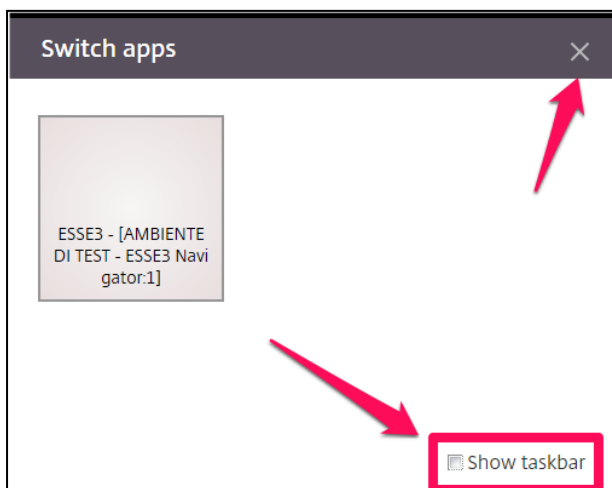 Switch apps
ESSE3 - [AMBIENTE
DI TEST - ESSE3 Navi
gator:1]
Show taskbar